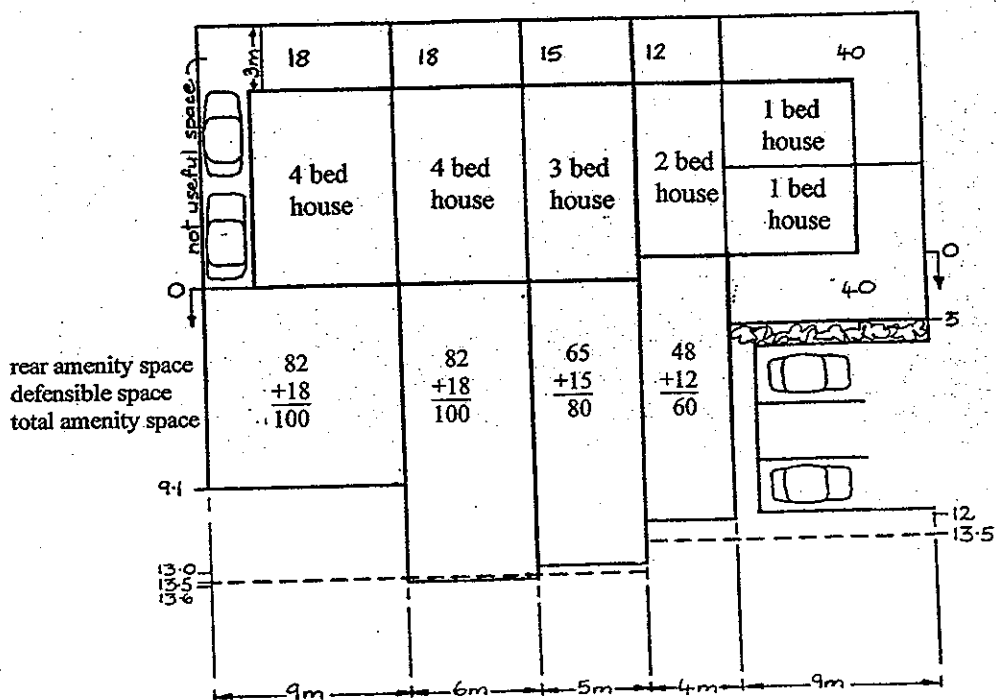 18
18
15
12
40
3m
not useful space
4 bed
house
4 bed
house
3 bed
house
2 bed
house
1 bed
house
1 bed
house
0
0
40
3
rear amenity space
defensible space
total amenity space
82
+18
100
82
+18
100
65
+15
80
48
+12
60
9.1
12
13.5
13.0
13.5
13.6
9m
6m
5m
4m
9m